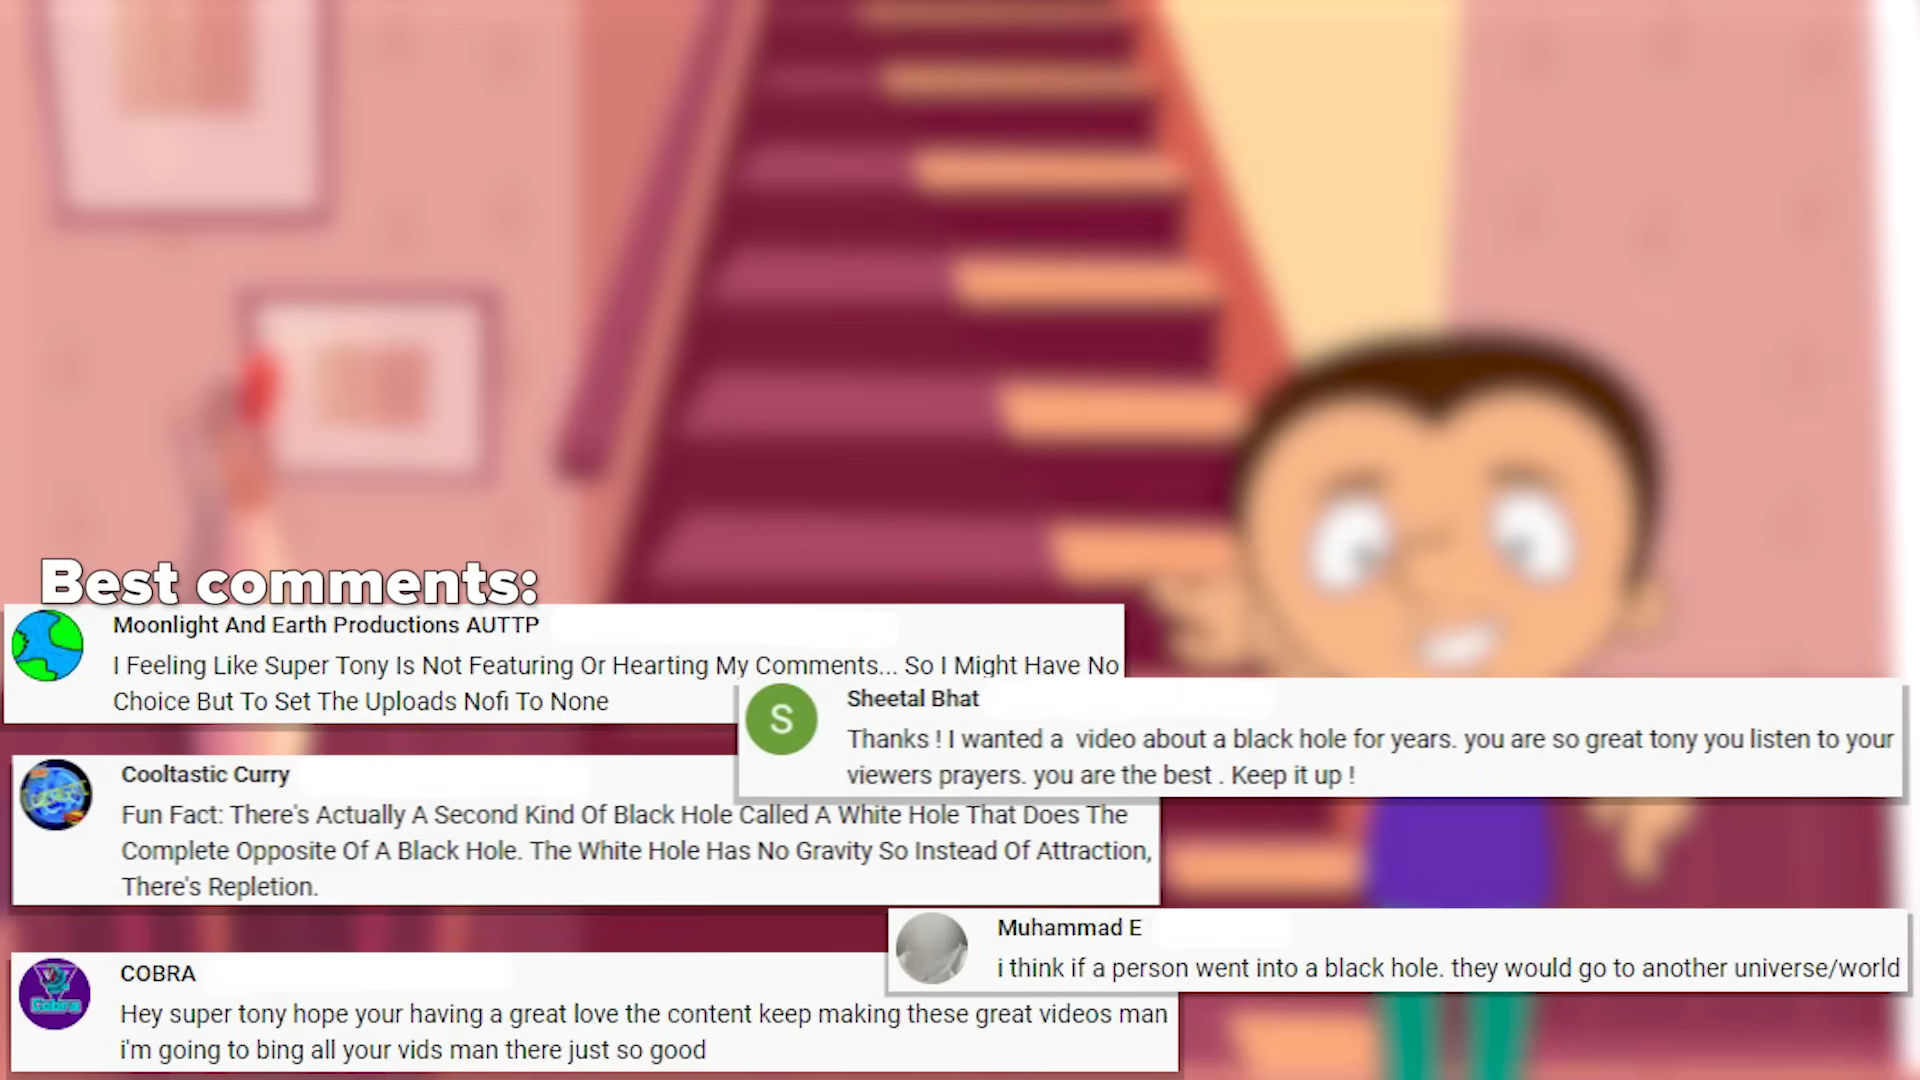 Best comments:
Moonlight And Earth Productions AUTTP
I Feeling Like Super Tony Is Not Featuring Or Hearting My Comments... So I Might Have No
Choice But To Set The Uploads Nofi To None
S
Sheetal Bhat
Thanks ! I wanted a  video about a black hole for years. you are so great tony you listen to your
viewers prayers. you are the best . Keep it up !
Cooltastic Curry
Fun Fact: There's Actually A Second Kind Of Black Hole Called A White Hole That Does The
Complete Opposite Of A Black Hole. The White Hole Has No Gravity So Instead Of Attraction,
There's Repletion.
Muhammad E
i think if a person went into a black hole. they would go to another universe/world
Cobra
COBRA
Hey super tony hope your having a great love the content keep making these great videos man
i'm going to bing all your vids man there just so good